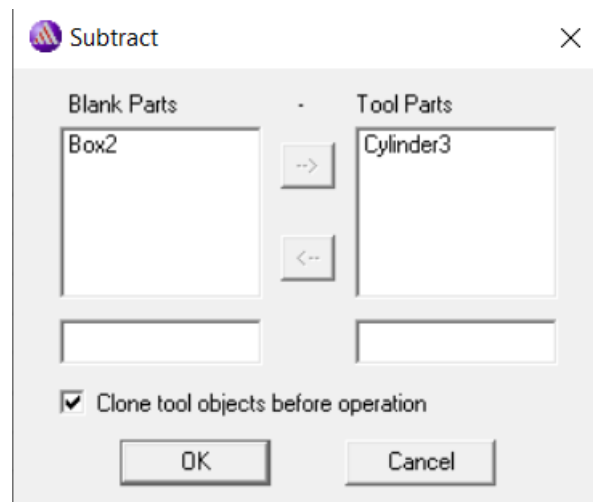 Subtract
Blank Parts - Tool Parts
Box2
Cylinder3
-->
<--
Clone tool objects before operation
OK Cancel